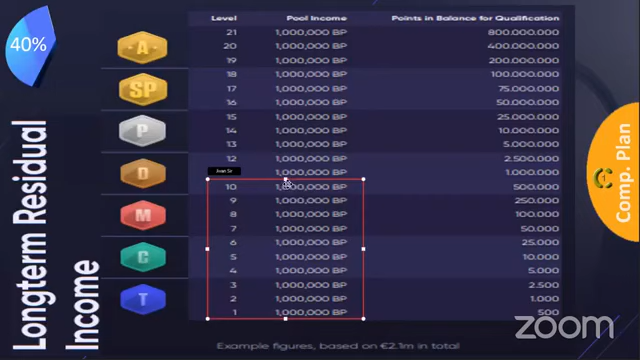 40%
Level Pool Income Points in Balance for Qualification
21 1,000,000 BP 800.000.000
20 1,000,000 BP 400.000.000
19 1,000,000 BP 200.000.000
18 1,000,000 BP 100.000.000
17 1,000,000 BP 75.000.000
16 1,000,000 BP 50.000.000
15 1,000,000 BP 25.000.000
14 1,000,000 BP 10.000.000
13 1,000,000 BP 5.000.000
12 1,000,000 BP 2.500.000
11 1,000,000 BP 1.000.000
10 1,000,000 BP 500.000
9 1,000,000 BP 250.000
8 1,000,000 BP 100.000
7 1,000,000 BP 50.000
6 1,000,000 BP 25.000
5 1,000,000 BP 10.000
4 1,000,000 BP 5.000
3 1,000,000 BP 2.500
2 1,000,000 BP 1.000
1 1,000,000 BP 500
A
SP
P
D
M
C
T
Longterm Residual
Income
Comp. Plan
Example figures, based on €2.1m in total
zoom